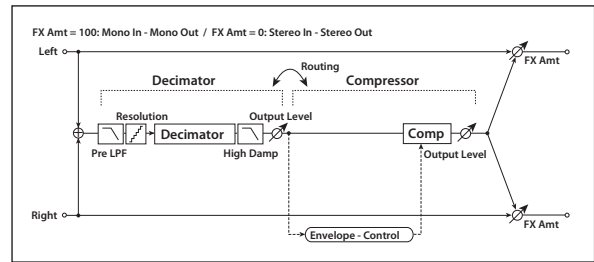 FX Amt = 100: Mono In - Mono Out / FX Amt = 0: Stereo In - Stereo Out
Left
FX Amt
Routing
Decimator
Compressor
Resolution
Output Level
Decimator
Comp
Pre LPF
High Damp
Output Level
Right
FX Amt
Envelope - Control